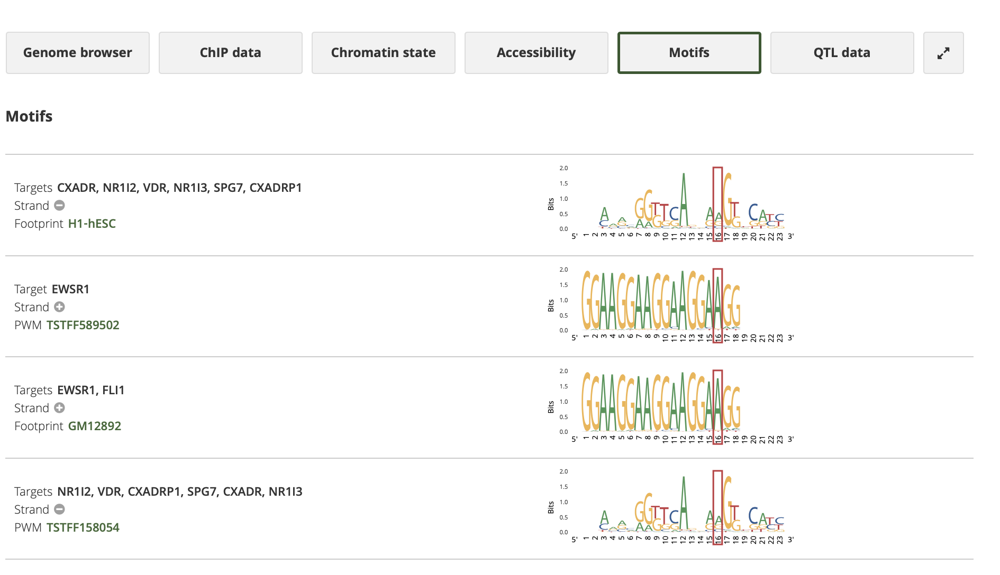 Genome browser ChIP data Chromatin state Accessibility Motifs QTL data
Motifs
Targets CXADR, NR1I2, VDR, NR1I3, SPG7, CXADRP1
Strand
Footprint H1-hESC
2.0
1.5
1.0
0.5
0.0
Bits
5' 1 2 3 4 5 6 7 8 9 10 11 12 13 14 15 16 17 18 19 20 21 22 23 3'
Target EWSR1
Strand
PWM TSTFF589502
2.0
1.5
1.0
0.5
0.0
Bits
GGAAGGAAGGAAGGAAGG
5' 1 2 3 4 5 6 7 8 9 10 11 12 13 14 15 16 17 18 19 20 21 22 23 3'
Targets EWSR1, FLI1
Strand
Footprint GM12892
2.0
1.5
1.0
0.5
0.0
Bits
GGAAGGAAGGAAGGAAGG
5' 1 2 3 4 5 6 7 8 9 10 11 12 13 14 15 16 17 18 19 20 21 22 23 3'
Targets NR1I2, VDR, CXADRP1, SPG7, CXADR, NR1I3
Strand
PWM TSTFF158054
2.0
1.5
1.0
0.5
0.0
Bits
5' 1 2 3 4 5 6 7 8 9 10 11 12 13 14 15 16 17 18 19 20 21 22 23 3'